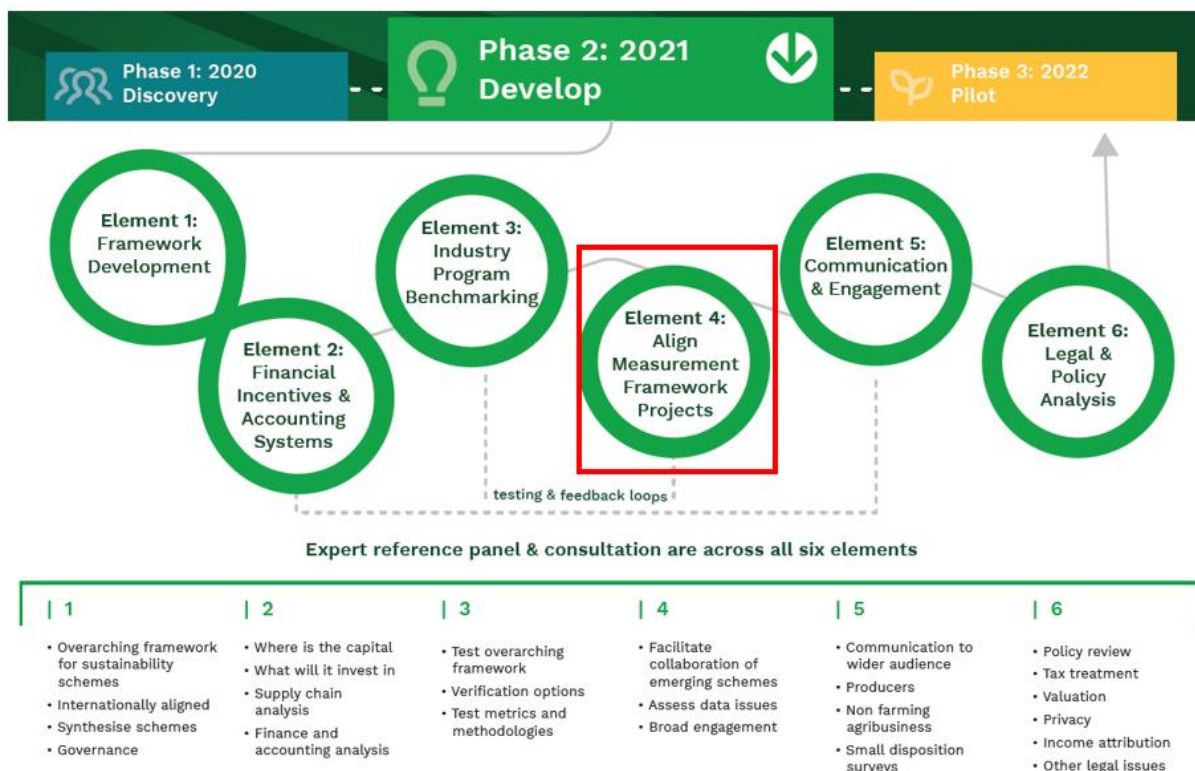 Phase 1: 2020
Discovery
Phase 2: 2021
Develop
Phase 3: 2022
Pilot
Element 1:
Framework
Development
Element 2:
Financial
Incentives &
Accounting
Systems
Element 3:
Industry
Program
Benchmarking
Element 4:
Align
Measurement
Framework
Projects
Element 5:
Communication
& Engagement
Element 6:
Legal &
Policy
Analysis
testing & feedback loops
Expert reference panel & consultation are across all six elements
| 1
• Overarching framework
for sustainability
schemes
• Internationally aligned
• Synthesise schemes
• Governance
| 2
• Where is the capital
• What will it invest in
• Supply chain
analysis
• Finance and
accounting analysis
| 3
• Test overarching
framework
• Verification options
• Test metrics and
methodologies
| 4
• Facilitate
collaboration of
emerging schemes
• Assess data issues
• Broad engagement
| 5
• Communication to
wider audience
• Producers
• Non farming
agribusiness
• Small disposition
surveys
| 6
• Policy review
• Tax treatment
• Valuation
• Privacy
• Income attribution
• Other legal issues